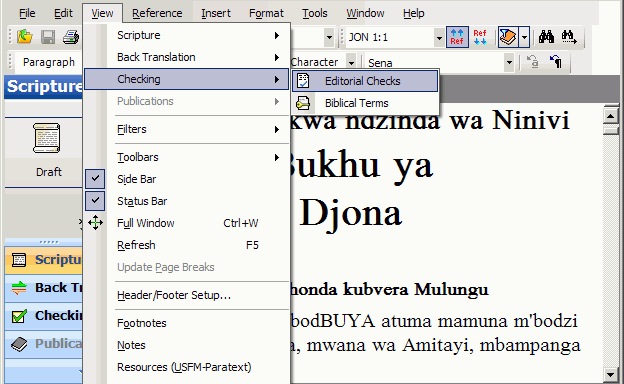 File Edit View Reference Insert Format Tools Window Help
JON 1:1 Ref Ref
Paragraph Character Sena
Scripture
Draft
Scripture
Back Translation
Checking
Publications
Filters
Toolbars
Side Bar
Status Bar
Full Window Ctrl+W
Refresh F5
Update Page Breaks
Header/Footer Setup...
Footnotes
Notes
Resources (USFM-Paratext)
Editorial Checks
Biblical Terms
kwa ndzinda wa Ninivi
Bukhu ya
Djona
honda kubvera Mulungu
bodBUYA atuma mamuna m'bodzi
a, mwana wa Amitayi, mbampanga
Scriptu
Back Tr
Checkin
Publica